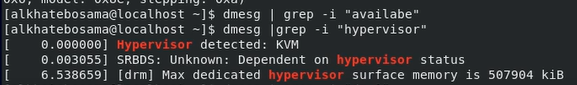 [alkhatebosama@localhost ~]$ dmesg | grep -i "availabe"
[alkhatebosama@localhost ~]$ dmesg |grep -i "hypervisor"
[    0.000000] Hypervisor detected: KVM
[    0.003055] SRBDS: Unknown: Dependent on hypervisor status
[    6.538659] [drm] Max dedicated hypervisor surface memory is 507904 kiB